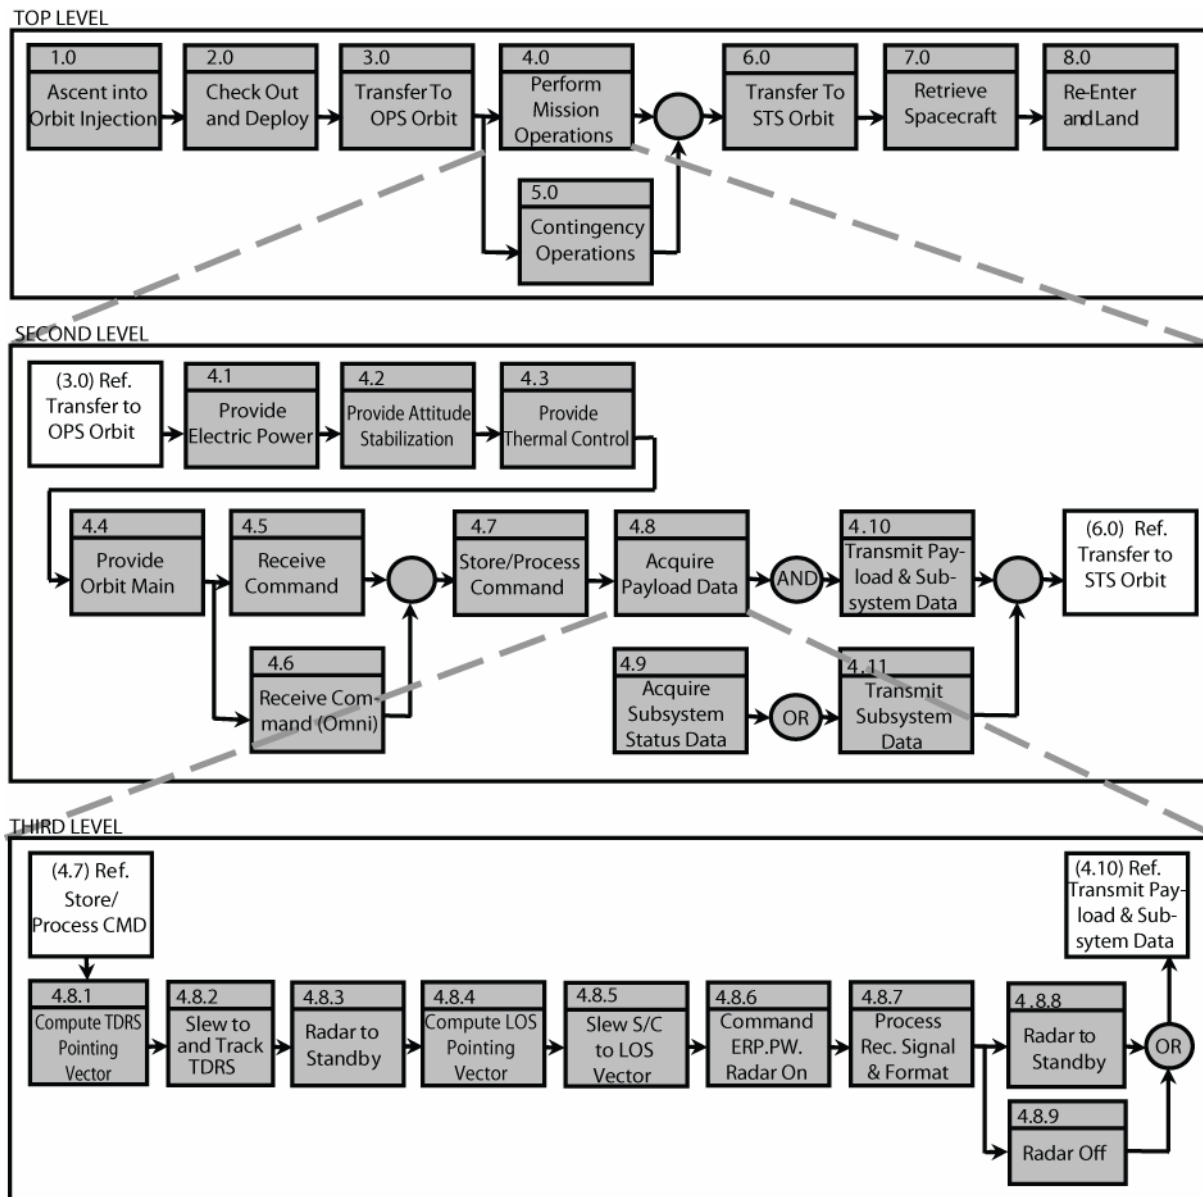 TOP LEVEL
1.0
Ascent into
Orbit Injection
2.0
Check Out
and Deploy
3.0
Transfer To
OPS Orbit
4.0
Perform
Mission
Operations
6.0
Transfer To
STS Orbit
7.0
Retrieve
Spacecraft
8.0
Re-Enter
and Land
5.0
Contingency
Operations
SECOND LEVEL
(3.0) Ref.
Transfer to
OPS Orbit
4.1
Provide
Electric Power
4.2
Provide Attitude
Stabilization
4.3
Provide
Thermal Control
4.4
Provide
Orbit Main
4.5
Receive
Command
4.7
Store/Process
Command
4.8
Acquire
Payload Data
AND
4.10
Transmit Pay-
load & Sub-
system Data
(6.0) Ref.
Transfer to
STS Orbit
4.6
Receive Com-
mand (Omni)
4.9
Acquire
Subsystem
Status Data
OR
4.11
Transmit
Subsystem
Data
THIRD LEVEL
(4.7) Ref.
Store/
Process CMD
(4.10) Ref.
Transmit Pay-
load & Sub-
sytem Data
4.8.1
Compute TDRS
Pointing
Vector
4.8.2
Slew to
and Track
TDRS
4.8.3
Radar to
Standby
4.8.4
Compute LOS
Pointing
Vector
4.8.5
Slew S/C
to LOS
Vector
4.8.6
Command
ERP.PW.
Radar On
4.8.7
Process
Rec. Signal
& Format
4.8.8
Radar to
Standby
OR
4.8.9
Radar Off